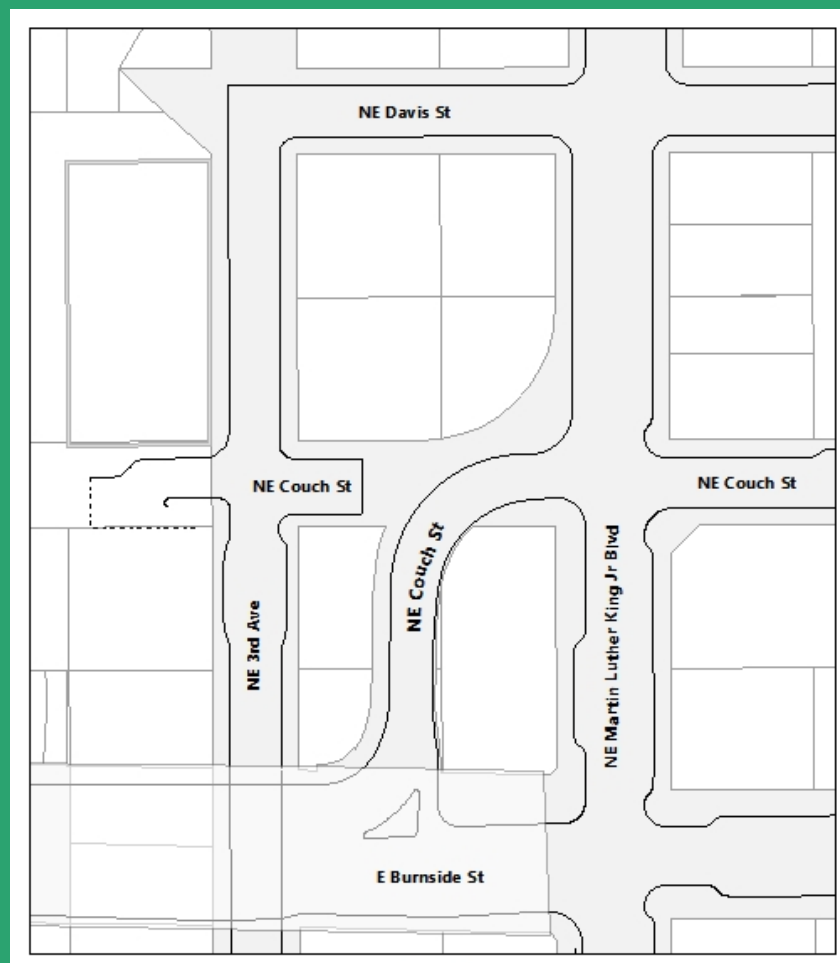 NE Davis St
NE Couch St
NE Couch St
NE Couch St
NE Martin Luther King Jr Blvd
NE 3rd Ave
E Burnside St